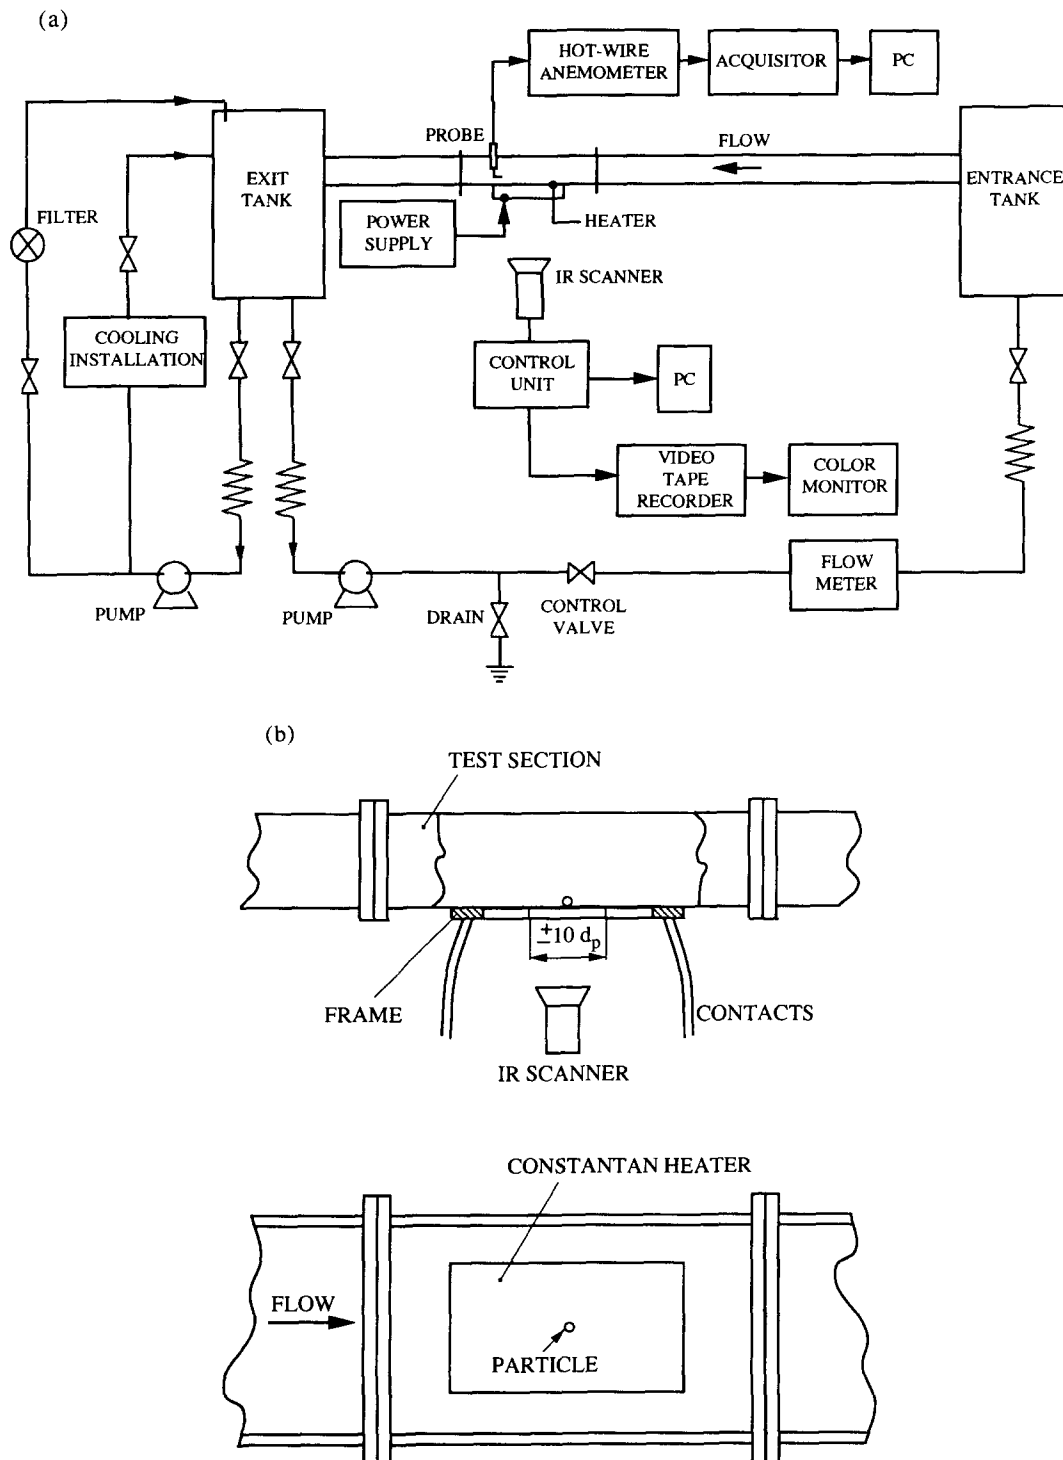 (a)
HOT-WIRE
ANEMOMETER
ACQUISITOR
PC
PROBE
FLOW
EXIT
TANK
ENTRANCE
TANK
FILTER
POWER
SUPPLY
HEATER
IR SCANNER
COOLING
INSTALLATION
CONTROL
UNIT
PC
VIDEO
TAPE
RECORDER
COLOR
MONITOR
FLOW
METER
PUMP
PUMP
DRAIN
CONTROL
VALVE
(b)
TEST SECTION
±10 dp
FRAME
CONTACTS
IR SCANNER
CONSTANTAN HEATER
FLOW
PARTICLE